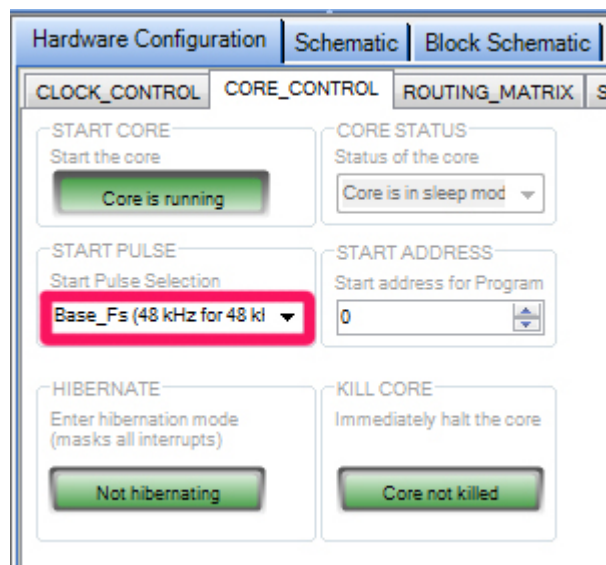 Hardware Configuration Schematic Block Schematic
CLOCK_CONTROL CORE_CONTROL ROUTING_MATRIX S
START CORE
Start the core
Core is running
CORE STATUS
Status of the core
Core is in sleep mod
START PULSE
Start Pulse Selection
Base_Fs (48 kHz for 48 kl
START ADDRESS
Start address for Program
0
HIBERNATE
Enter hibernation mode
(masks all interrupts)
Not hibernating
KILL CORE
Immediately halt the core
Core not killed